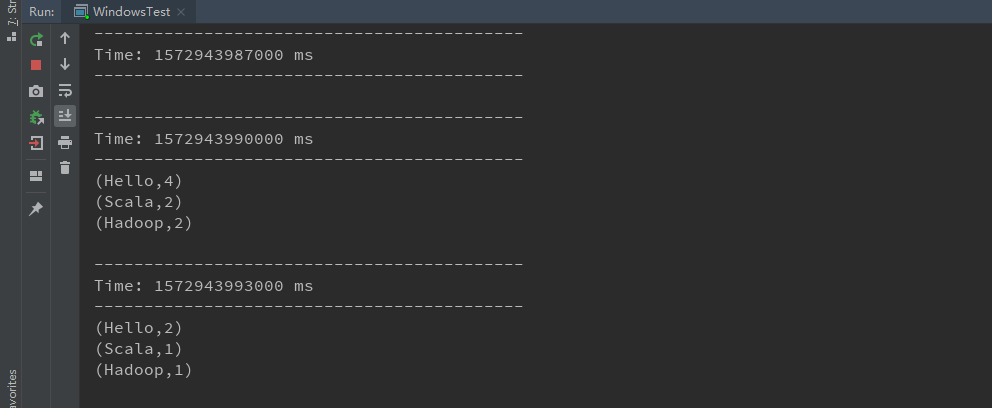 7: Str
Run: WindowsTest
-------------------------------------------
Time: 1572943987000 ms
-------------------------------------------
-------------------------------------------
Time: 1572943990000 ms
-------------------------------------------
(Hello,4)
(Scala,2)
(Hadoop,2)
-------------------------------------------
Time: 1572943993000 ms
-------------------------------------------
(Hello,2)
(Scala,1)
(Hadoop,1)
avorites